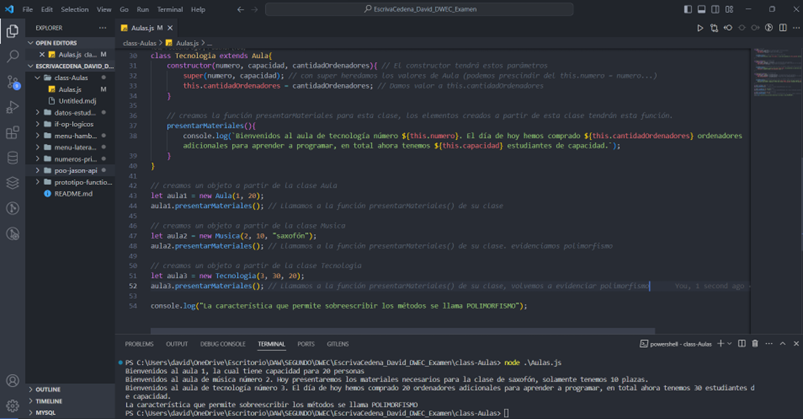 File Edit Selection View Go Run Terminal Help
EscrivaCedena_David_DWEC_Examen
EXPLORER
OPEN EDITORS
Aulas.js cla... M
ESCRIVACEDENA_DAVID_D...
class-Aulas
Aulas.js M
Untitled.mdj
datos-estud...
if-op-logicos
menu-hamb...
menu-latera...
numeros-pri...
poo-jason-api
prototipo-functio...
README.md
OUTLINE
TIMELINE
MYSQL
Aulas.js M
class-Aulas > Aulas.js > ...
30 class Tecnologia extends Aula{
31 constructor(numero, capacidad, cantidadOrdenadores){ // El constructor tendrá estos parámetros
32 super(numero, capacidad); // con super heredamos los valores de Aula (podemos prescindir del this.numero = numero...)
33 this.cantidadOrdenadores = cantidadOrdenadores; // Damos valor a cantidadOrdenadores
34 }
35
36 // creamos la función presentarMateriales para esta clase, los elementos creados a partir de esta clase tendrán esta función.
37 presentarMateriales(){
38 console.log(`Bienvenidos al aula de tecnología número ${this.numero}. El día de hoy hemos comprado ${this.cantidadOrdenadores} ordenadores
adicionales para aprender a programar, en total ahora tenemos ${this.capacidad} estudiantes de capacidad.`);
39 }
40 }
41
42 // creamos un objeto a partir de la clase Aula
43 let aula1 = new Aula(1, 20);
44 aula1.presentarMateriales(); // Llamamos a la función presentarMateriales() de su clase
45
46 // creamos un objeto a partir de la clase Musica
47 let aula2 = new Musica(2, 10, "saxofón");
48 aula2.presentarMateriales(); // Llamamos a la función presentarMateriales() de su clase. evidenciamos polimorfismo
49
50 // creamos un objeto a partir de la clase Tecnologia
51 let aula3 = new Tecnologia(3, 30, 20);
52 aula3.presentarMateriales(); // Llamamos a la función presentarMateriales() de su clase, volvemos a evidenciar polimorfismo You, 1 second ago
53
54 console.log("La característica que permite sobreescribir los métodos se llama POLIMORFISMO");
PROBLEMS OUTPUT DEBUG CONSOLE TERMINAL PORTS GITLENS
powershell - class-Aulas
PS C:\Users\david\OneDrive\Escritorio\DAW\SEGUNDO\DWEC\EscrivaCedena_David_DWEC_Examen\class-Aulas> node .\Aulas.js
Bienvenidos al aula 1, la cual tiene capacidad para 20 personas
Bienvenidos al aula de música número 2. Hoy presentaremos los materiales necesarios para la clase de saxofón, solamente tenemos 10 plazas.
Bienvenidos al aula de tecnología número 3. El día de hoy hemos comprado 20 ordenadores adicionales para aprender a programar, en total ahora tenemos 30 estudiantes d
e capacidad.
La característica que permite sobreescribir los métodos se llama POLIMORFISMO
PS C:\Users\david\OneDrive\Escritorio\DAW\SEGUNDO\DWEC\EscrivaCedena_David_DWEC_Examen\class-Aulas>